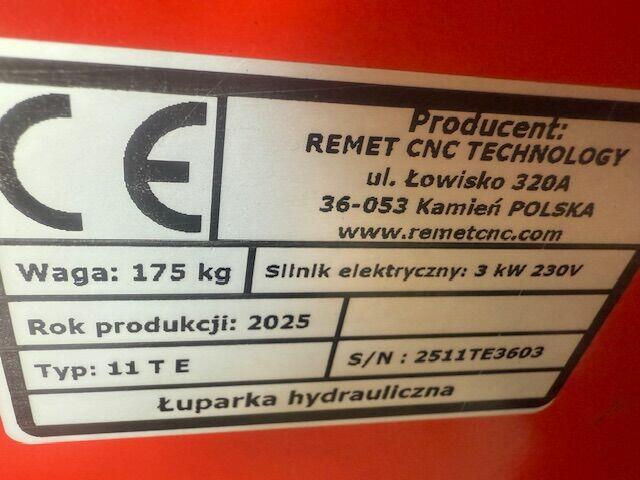 CE
Producent:
REMET CNC TECHNOLOGY
ul. Łowisko 320A
36-053 Kamień POLSKA
www.remetcnc.com
Waga: 175 kg
Silnik elektryczny: 3 kW 230V
Rok produkcji: 2025
Typ: 11 T E
S/N : 2511TE3603
Łuparka hydrauliczna